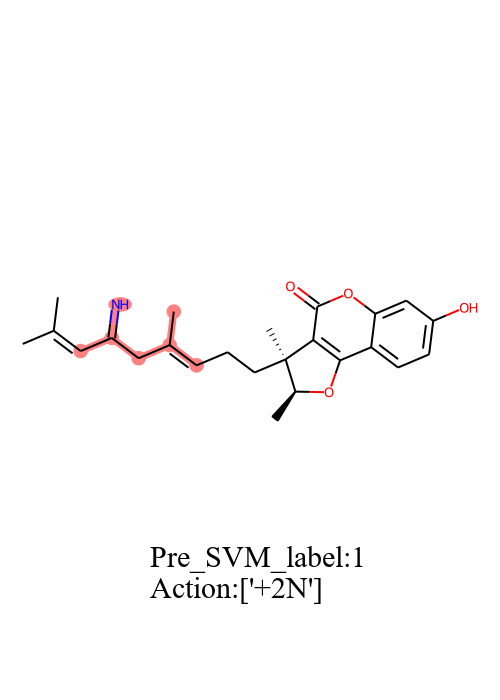 NH
O
O
OH
O
Pre_SVM_label:1
Action:['+2N']